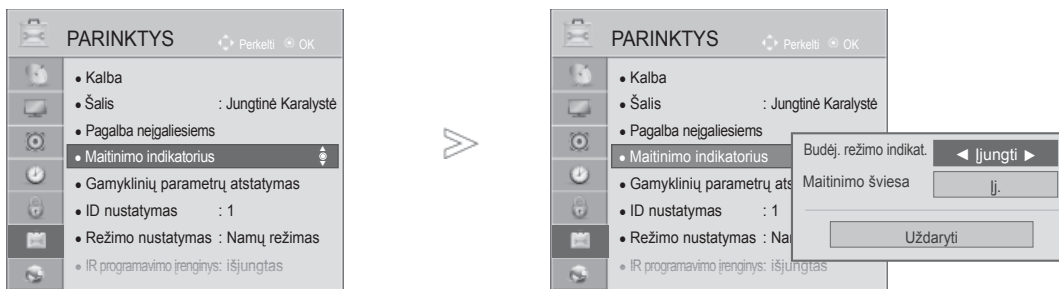 PARINKTYS
Perkelti OK
• Kalba
• Šalis : Jungtinė Karalystė
• Pagalba neįgaliesiems
• Maitinimo indikatorius
• Gamyklinių parametrų atstatymas
• ID nustatymas : 1
• Režimo nustatymas : Namų režimas
• IR programavimo įrenginys: išjungtas
PARINKTYS
Perkelti OK
• Kalba
• Šalis : Jungtinė Karalystė
• Pagalba neįgaliesiems
• Maitinimo indikatorius
• Gamyklinių parametrų ats
• ID nustatymas : 1
• Režimo nustatymas : Na
• IR programavimo įrenginys: išjungtas
Budėj. režimo indikat. ◄ Įjungti ►
Maitinimo šviesa Įj.
Uždaryti